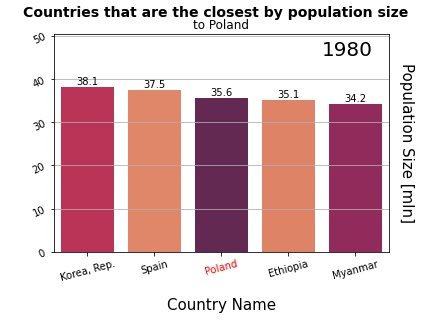 Countries that are the closest by population size
to Poland
1980
50
40
30
20
10
0
38.1
37.5
35.6
35.1
34.2
Korea, Rep.
Spain
Poland
Ethiopia
Myanmar
Country Name
Population Size [mln]